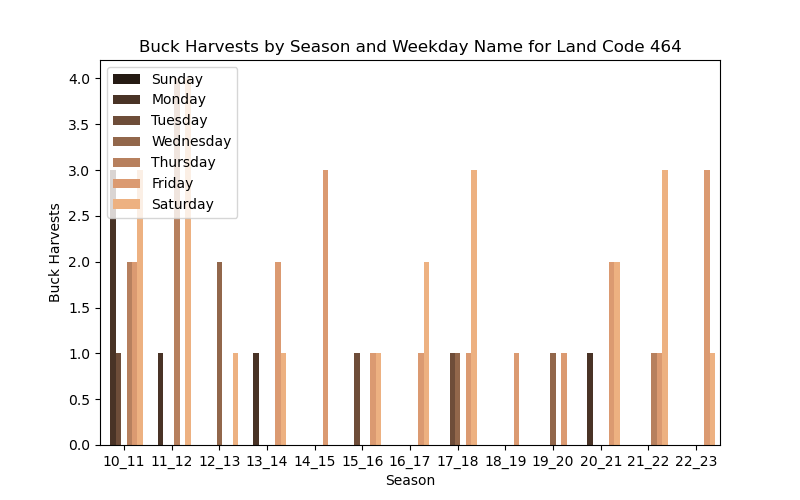 Buck Harvests by Season and Weekday Name for Land Code 464
Sunday
Monday
Tuesday
Wednesday
Thursday
Friday
Saturday
4.0
3.5
3.0
2.5
2.0
1.5
1.0
0.5
0.0
Buck Harvests
10_11 11_12 12_13 13_14 14_15 15_16 16_17 17_18 18_19 19_20 20_21 21_22 22_23
Season